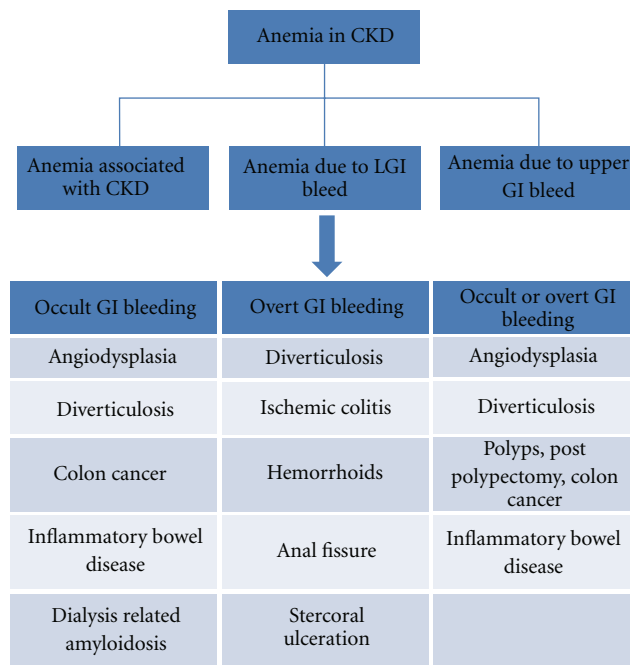 Anemia in CKD
Anemia associated
with CKD
Anemia due to LGI
bleed
Anemia due to upper
GI bleed
Occult GI bleeding
Overt GI bleeding
Occult or overt GI
bleeding
Angiodysplasia
Diverticulosis
Angiodysplasia
Diverticulosis
Ischemic colitis
Diverticulosis
Colon cancer
Hemorrhoids
Polyps, post
polypectomy, colon
cancer
Inflammatory bowel
disease
Anal fissure
Inflammatory bowel
disease
Dialysis related
amyloidosis
Stercoral
ulceration